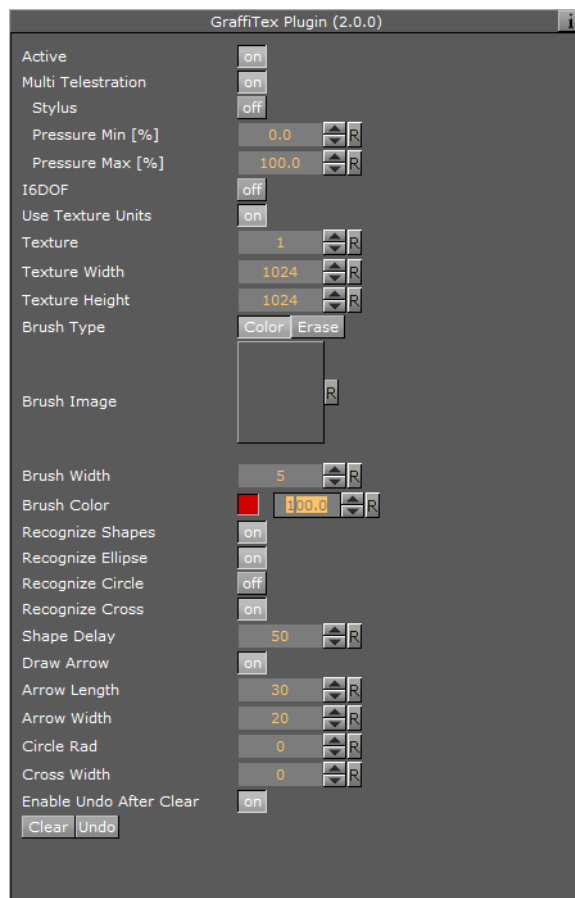 GraffiTex Plugin (2.0.0) i
Active on
Multi Telestration on
Stylus off
Pressure Min [%] 0.0 R
Pressure Max [%] 100.0 R
I6DOF off
Use Texture Units on
Texture 1 R
Texture Width 1024 R
Texture Height 1024 R
Brush Type Color Erase
Brush Image R
Brush Width 5 R
Brush Color 100.0 R
Recognize Shapes on
Recognize Ellipse on
Recognize Circle off
Recognize Cross on
Shape Delay 50 R
Draw Arrow on
Arrow Length 30 R
Arrow Width 20 R
Circle Rad 0 R
Cross Width 0 R
Enable Undo After Clear on
Clear Undo